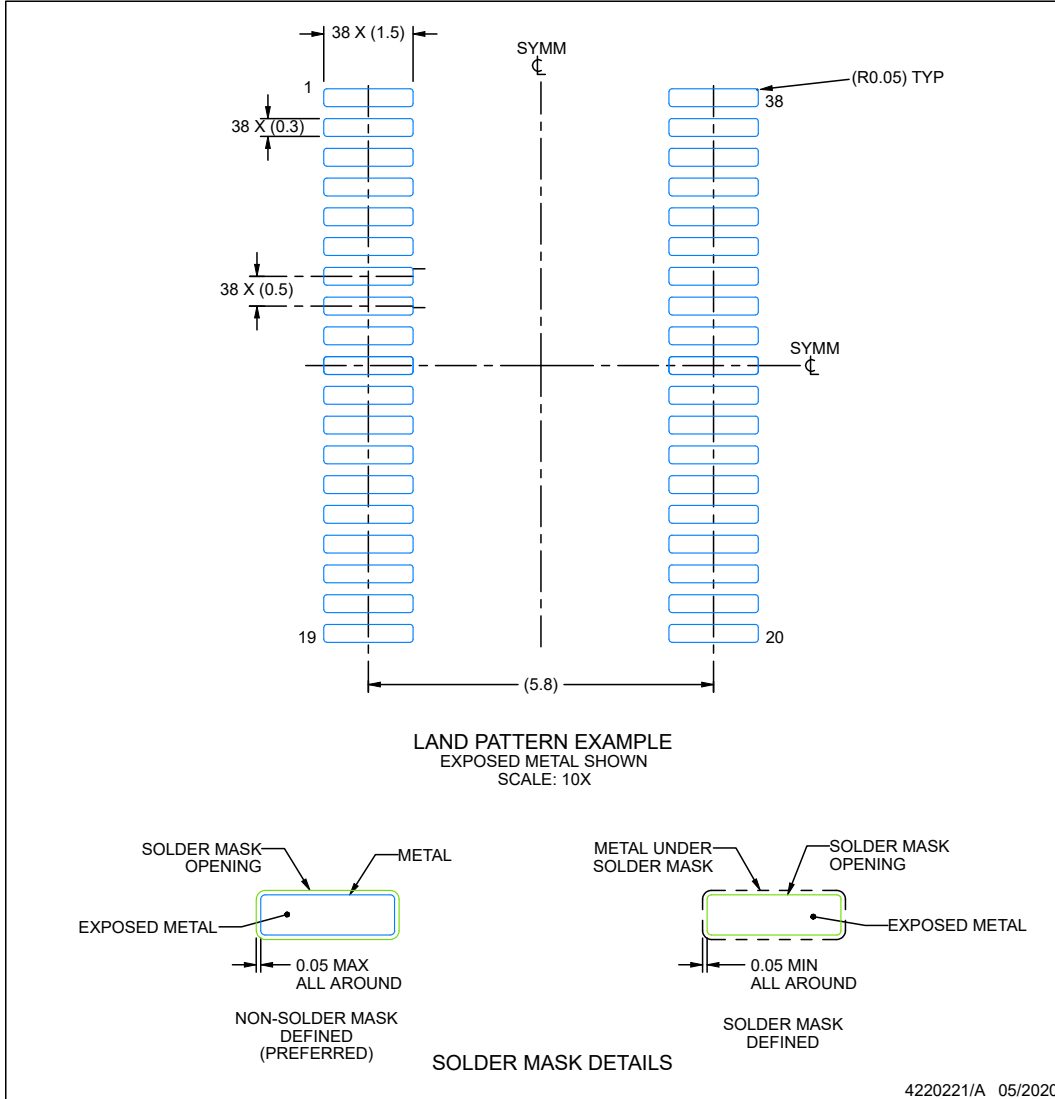 38 X (1.5)
SYMM
℄
(R0.05) TYP
1
38
38 X (0.3)
38 X (0.5)
SYMM
℄
19
20
(5.8)
LAND PATTERN EXAMPLE
EXPOSED METAL SHOWN
SCALE: 10X
SOLDER MASK
OPENING
METAL
EXPOSED METAL
0.05 MAX
ALL AROUND
NON-SOLDER MASK
DEFINED
(PREFERRED)
METAL UNDER
SOLDER MASK
SOLDER MASK
OPENING
EXPOSED METAL
0.05 MIN
ALL AROUND
SOLDER MASK
DEFINED
SOLDER MASK DETAILS
4220221/A 05/2020